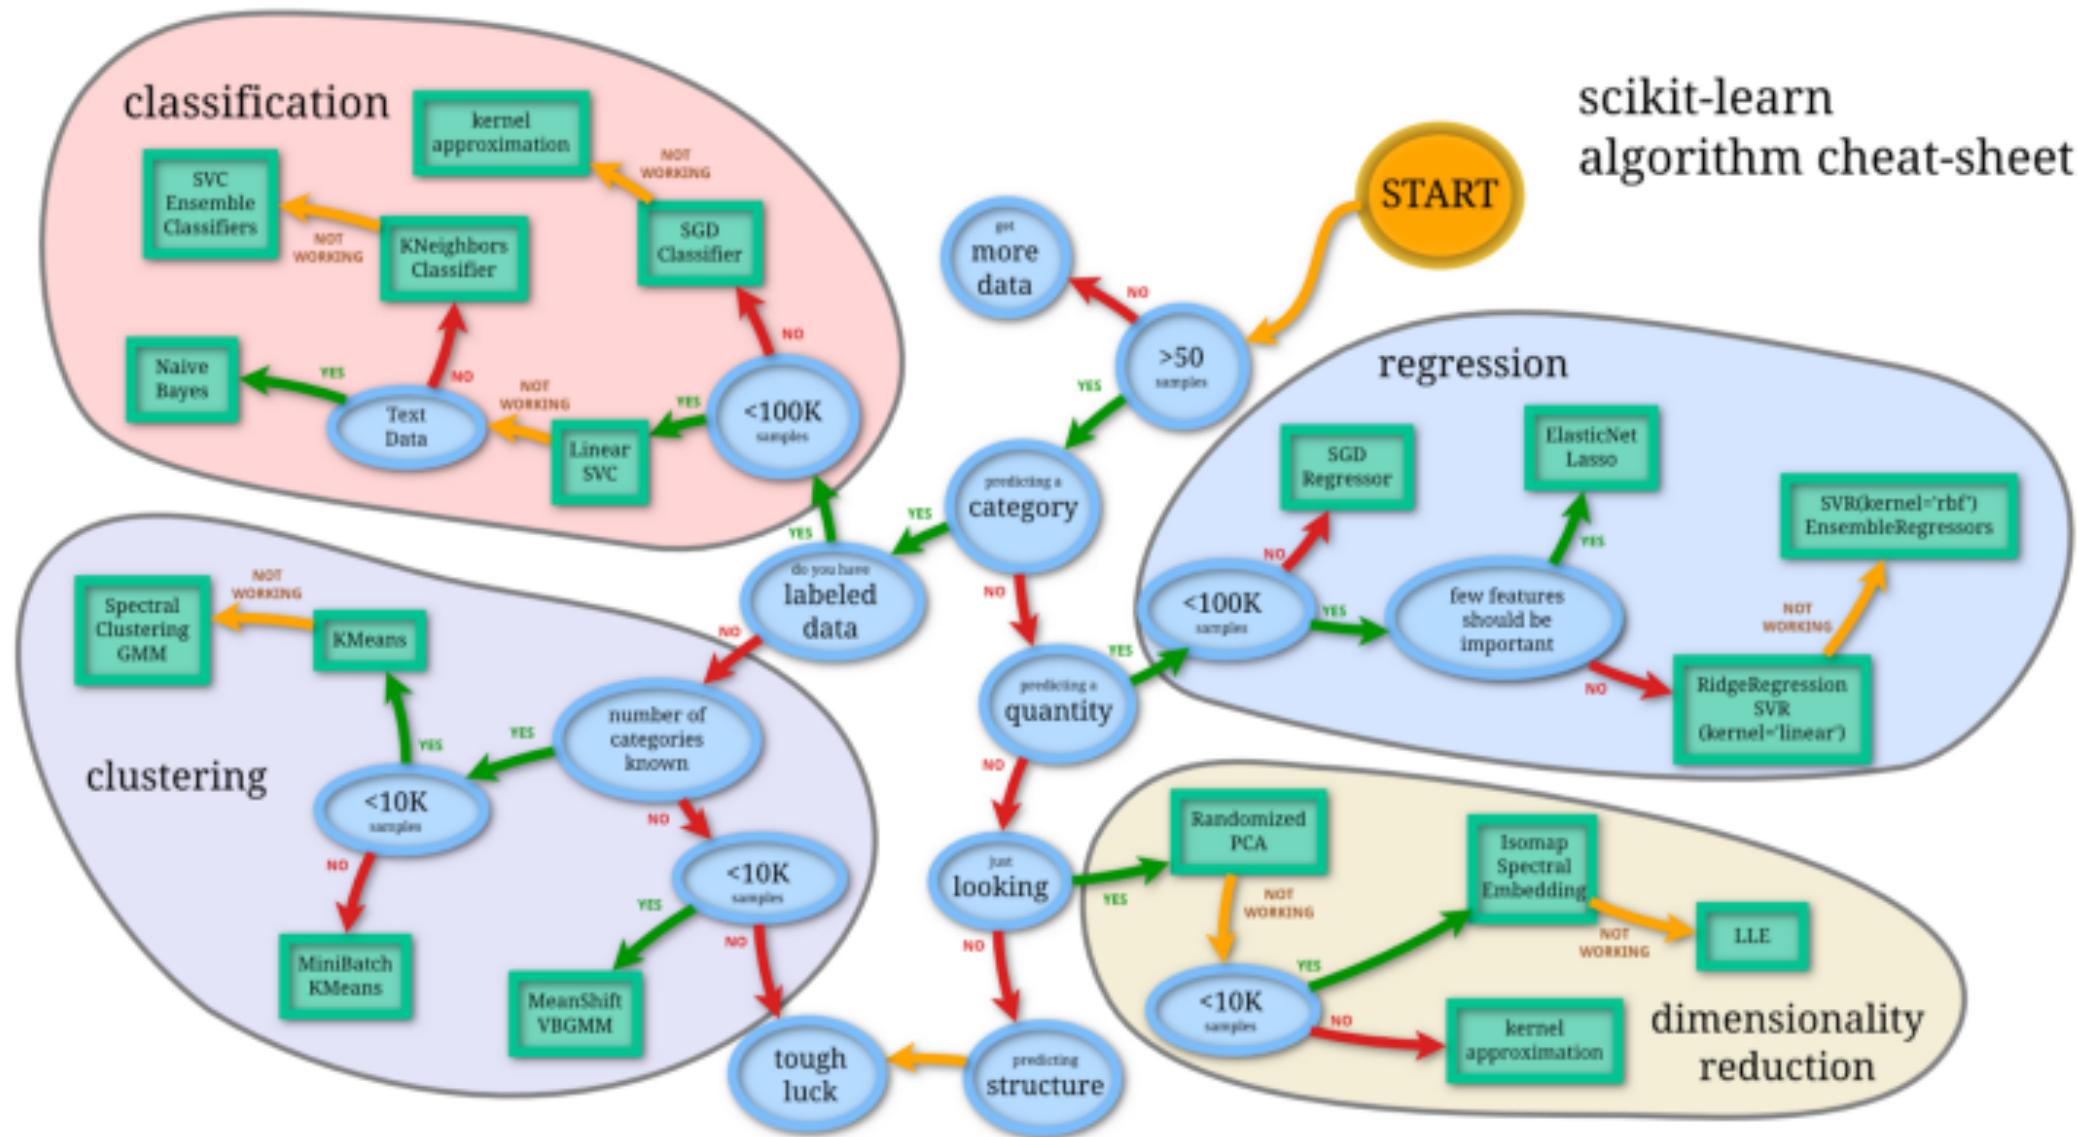 scikit-learn
algorithm cheat-sheet
START
classification
kernel
approximation
NOT
WORKING
SVC
Ensemble
Classifiers
NOT
WORKING
KNeighbors
Classifier
SGD
Classifier
NO
Naive
Bayes
YES
NO
Text
Data
NOT
WORKING
Linear
SVC
YES
<100K
samples
YES
get
more
data
NO
>50
samples
YES
predicting a
category
YES
NO
do you have
labeled
data
NO
predicting a
quantity
YES
NO
just
looking
YES
NO
predicting
structure
tough
luck
regression
SGD
Regressor
ElasticNet
Lasso
SVR(kernel='rbf')
EnsembleRegressors
NO
YES
<100K
samples
YES
few features
should be
important
NOT
WORKING
NO
RidgeRegression
SVR
(kernel='linear')
clustering
Spectral
Clustering
GMM
NOT
WORKING
KMeans
YES
number of
categories
known
YES
NO
<10K
samples
NO
<10K
samples
YES
NO
MiniBatch
KMeans
MeanShift
VBGMM
Randomized
PCA
NOT
WORKING
Isomap
Spectral
Embedding
NOT
WORKING
LLE
YES
<10K
samples
NO
kernel
approximation
dimensionality
reduction